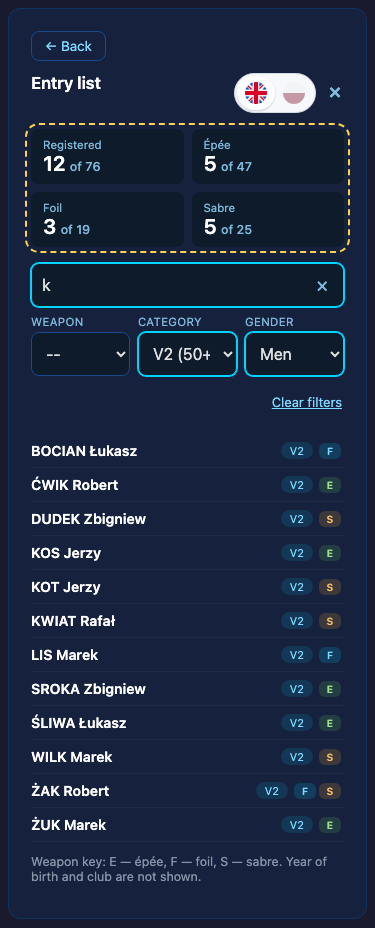 ← Back
Entry list
×
Registered
12 of 76
Épée
5 of 47
Foil
3 of 19
Sabre
5 of 25
k
×
WEAPON CATEGORY GENDER
-- V2 (50+ Men
Clear filters
BOCIAN Łukasz V2 F
ĆWIK Robert V2 E
DUDEK Zbigniew V2 S
KOS Jerzy V2 E
KOT Jerzy V2 S
KWIAT Rafał V2 S
LIS Marek V2 F
SROKA Zbigniew V2 E
ŚLIWA Łukasz V2 E
WILK Marek V2 S
ŻAK Robert V2 F S
ŻUK Marek V2 E
Weapon key: E — épée, F — foil, S — sabre. Year of
birth and club are not shown.